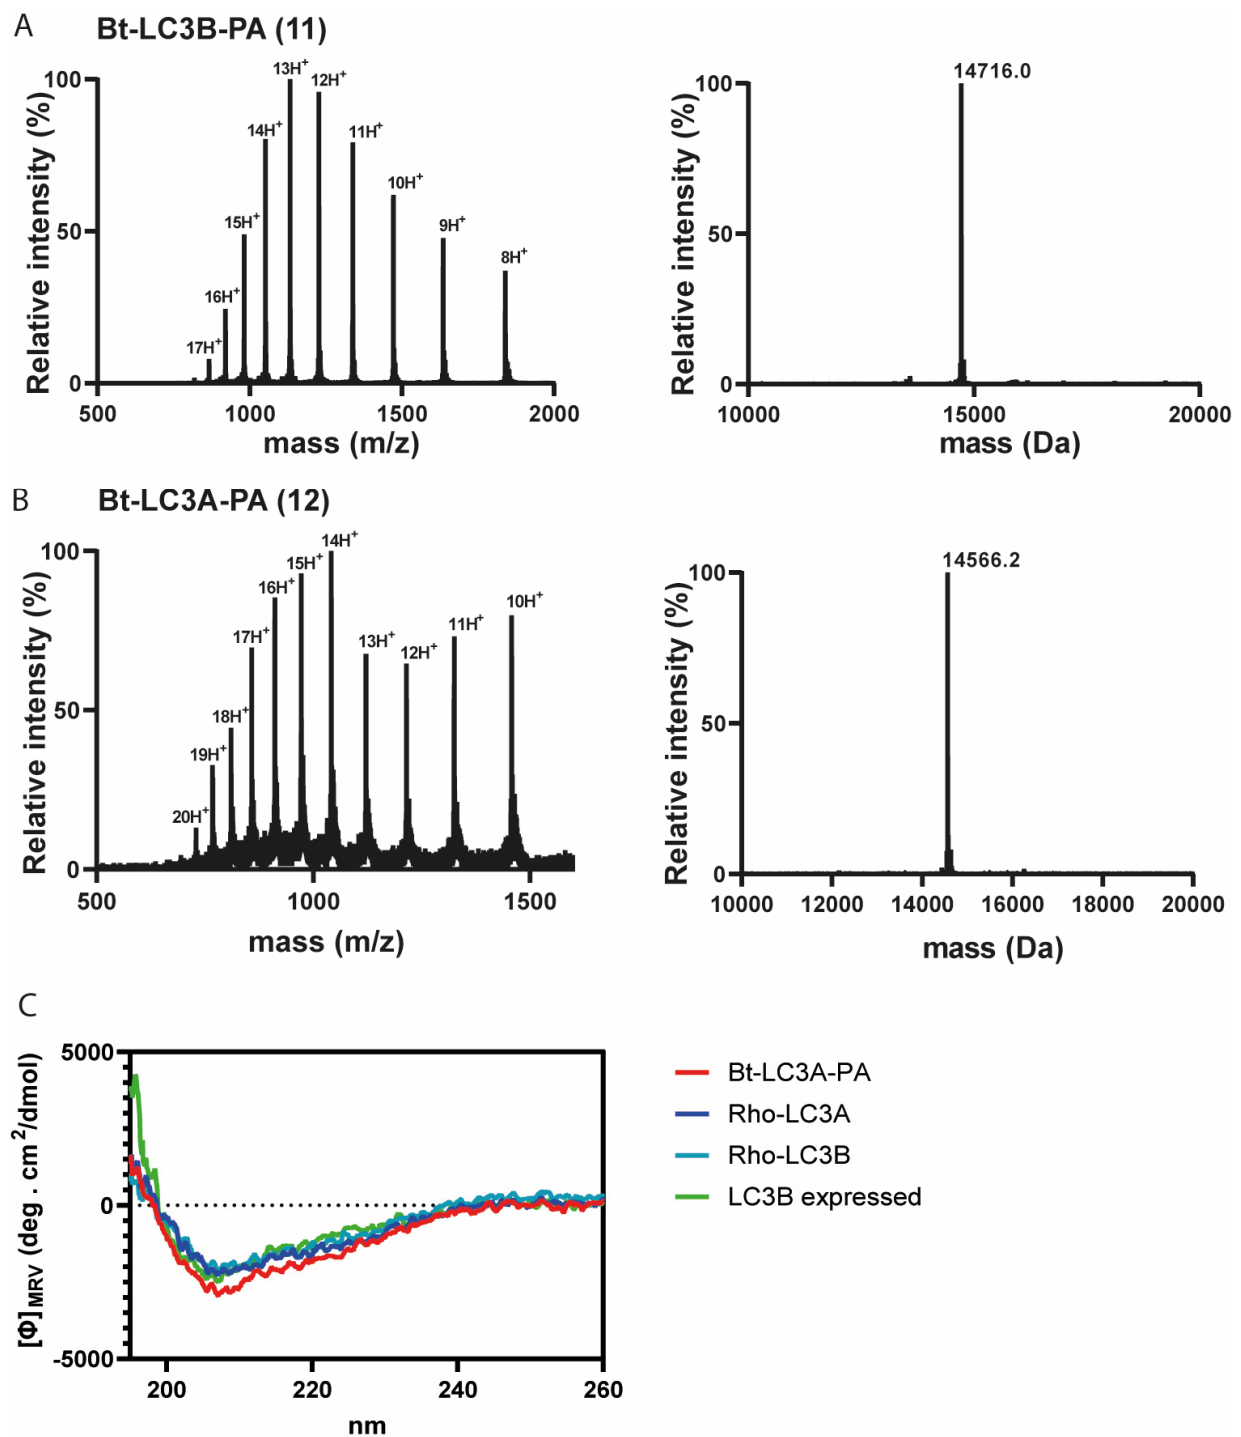 A
Bt-LC3B-PA (11)
Relative intensity (%)
100
50
0
17H+
16H+
15H+
14H+
13H+
12H+
11H+
10H+
9H+
8H+
500 1000 1500 2000
mass (m/z)
Relative intensity (%)
100
50
0
14716.0
10000 15000 20000
mass (Da)
B
Bt-LC3A-PA (12)
Relative intensity (%)
100
50
0
20H+
19H+
18H+
17H+
16H+
15H+
14H+
13H+
12H+
11H+
10H+
500 1000 1500
mass (m/z)
Relative intensity (%)
100
50
0
14566.2
10000 12000 14000 16000 18000 20000
mass (Da)
C
[Φ]MRV (deg . cm2/dmol)
5000
0
-5000
200 220 240 260
nm
Bt-LC3A-PA
Rho-LC3A
Rho-LC3B
LC3B expressed